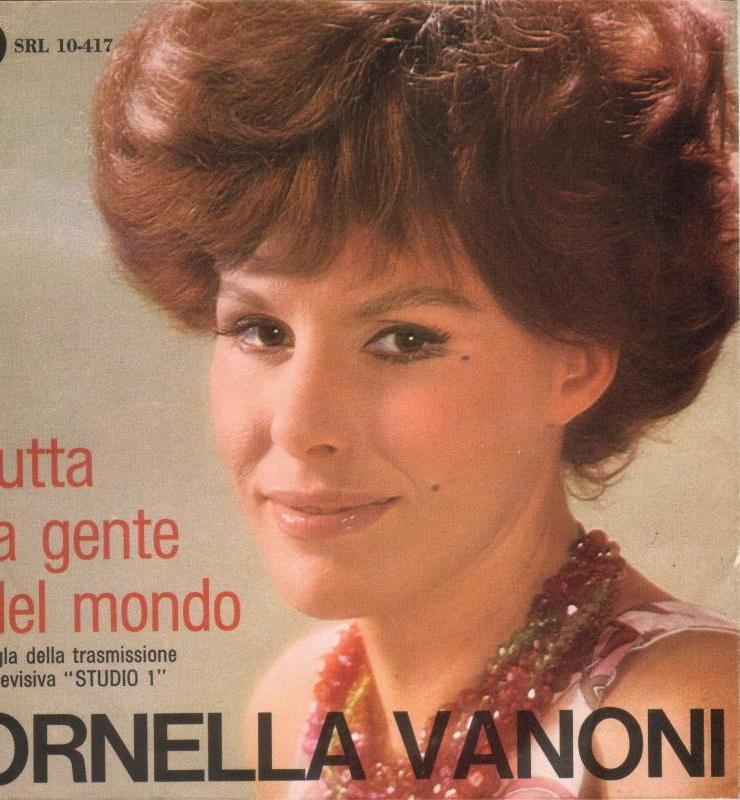 SRL 10-417
utta
a gente
del mondo
gla della trasmissione
evisiva "STUDIO 1"
ORNELLA VANONI